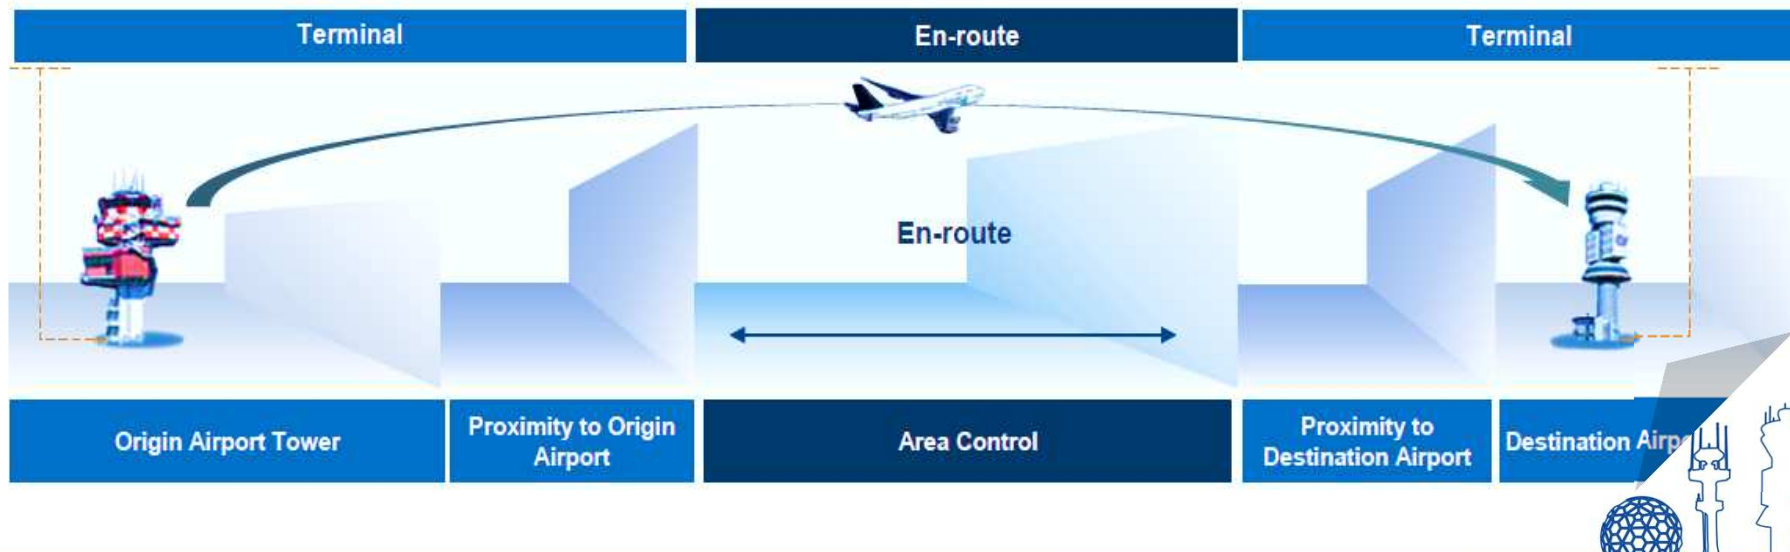 Terminal
En-route
Terminal
En-route
Origin Airport Tower
Proximity to Origin
Airport
Area Control
Proximity to
Destination Airport
Destination